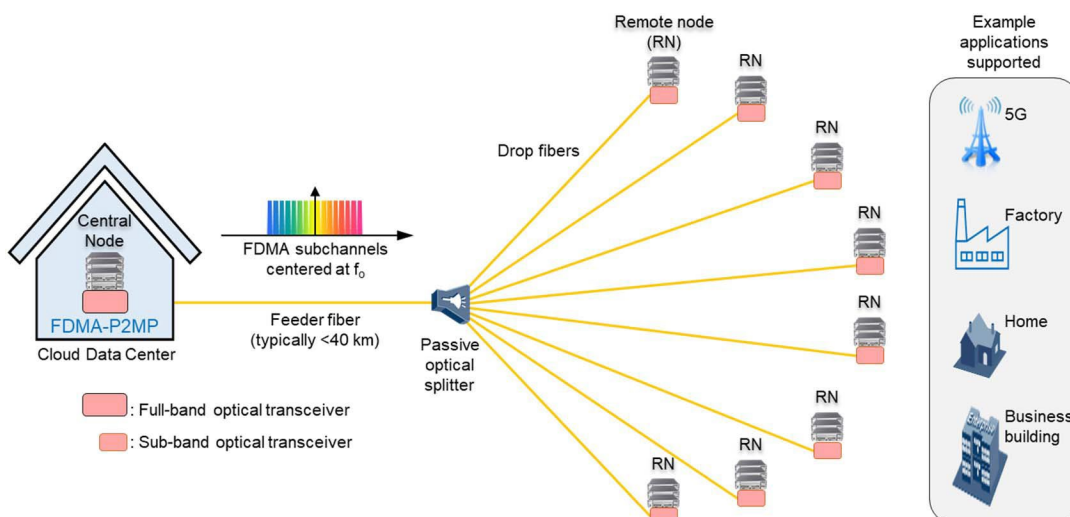 Remote node
(RN)
RN
RN
RN
RN
RN
RN
RN
Drop fibers
Central
Node
FDMA-P2MP
Cloud Data Center
FDMA subchannels
centered at fo
Feeder fiber
(typically <40 km)
Passive
optical
splitter
: Full-band optical transceiver
: Sub-band optical transceiver
Example
applications
supported
5G
Factory
Home
Business
building
Enterprise